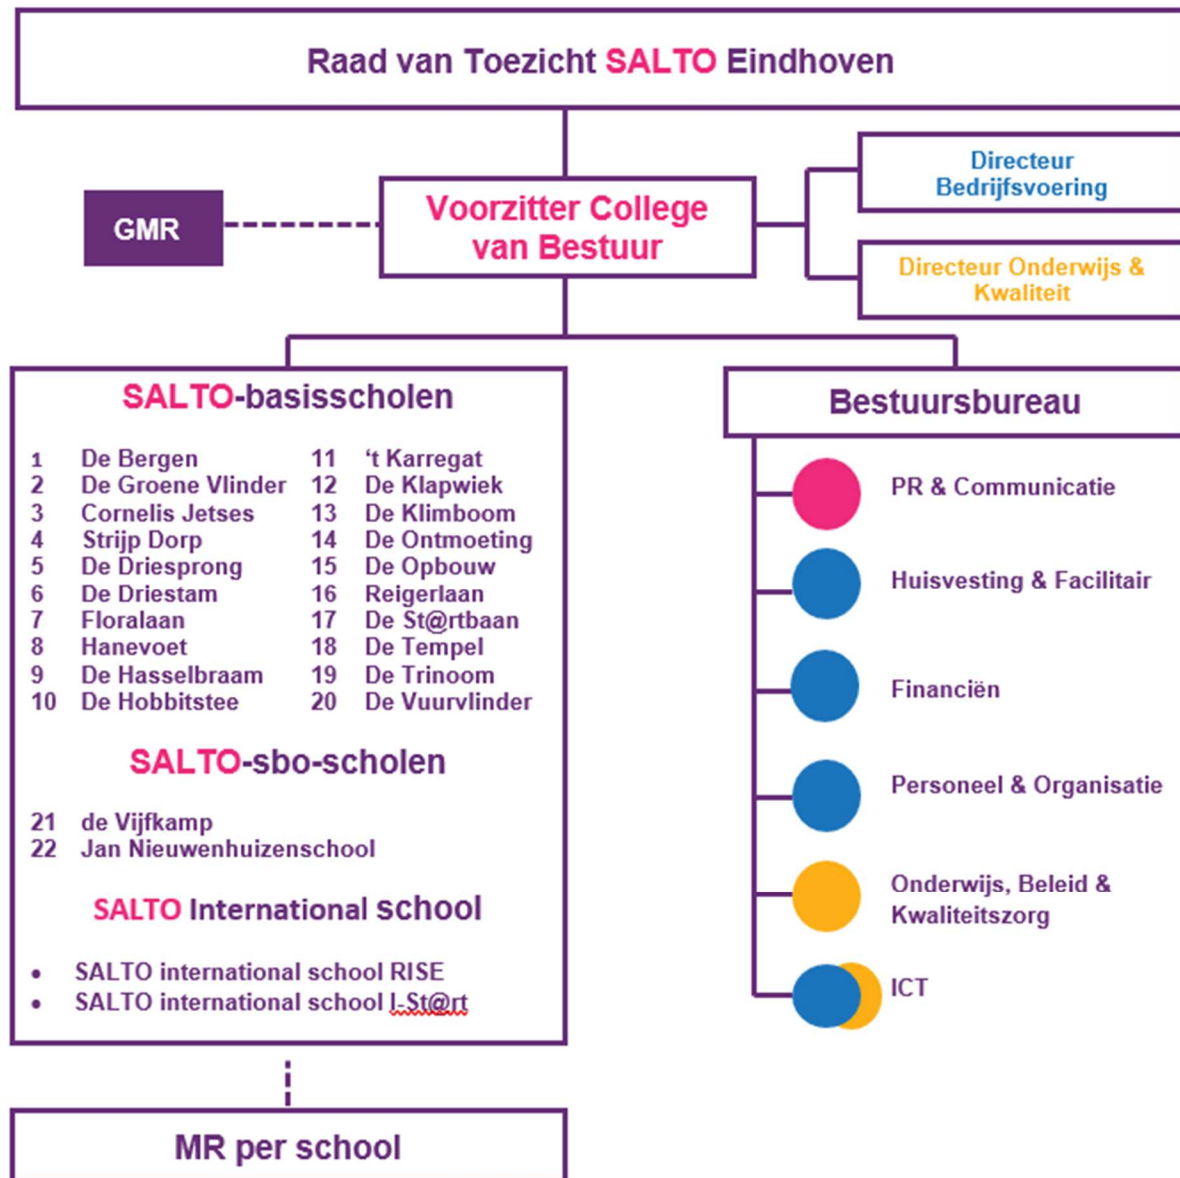 Raad van Toezicht SALTO Eindhoven
Directeur
Bedrijfsvoering
GMR
Voorzitter College
van Bestuur
Directeur Onderwijs &
Kwaliteit
SALTO-basisscholen
1 De Bergen
2 De Groene Vlinder
3 Cornelis Jetses
4 Strijp Dorp
5 De Driesprong
6 De Driestam
7 Floralaan
8 Hanevoet
9 De Hasselbraam
10 De Hobbitstee
11 ‘t Karregat
12 De Klapwiek
13 De Klimboom
14 De Ontmoeting
15 De Opbouw
16 Reigerlaan
17 De St@rtbaan
18 De Tempel
19 De Trinoom
20 De Vuurvlinder
SALTO-sbo-scholen
21 de Vijfkamp
22 Jan Nieuwenhuizenschool
SALTO International school
• SALTO international school RISE
• SALTO international school I-St@rt
MR per school
Bestuursbureau
PR & Communicatie
Huisvesting & Facilitair
Financiën
Personeel & Organisatie
Onderwijs, Beleid &
Kwaliteitszorg
ICT